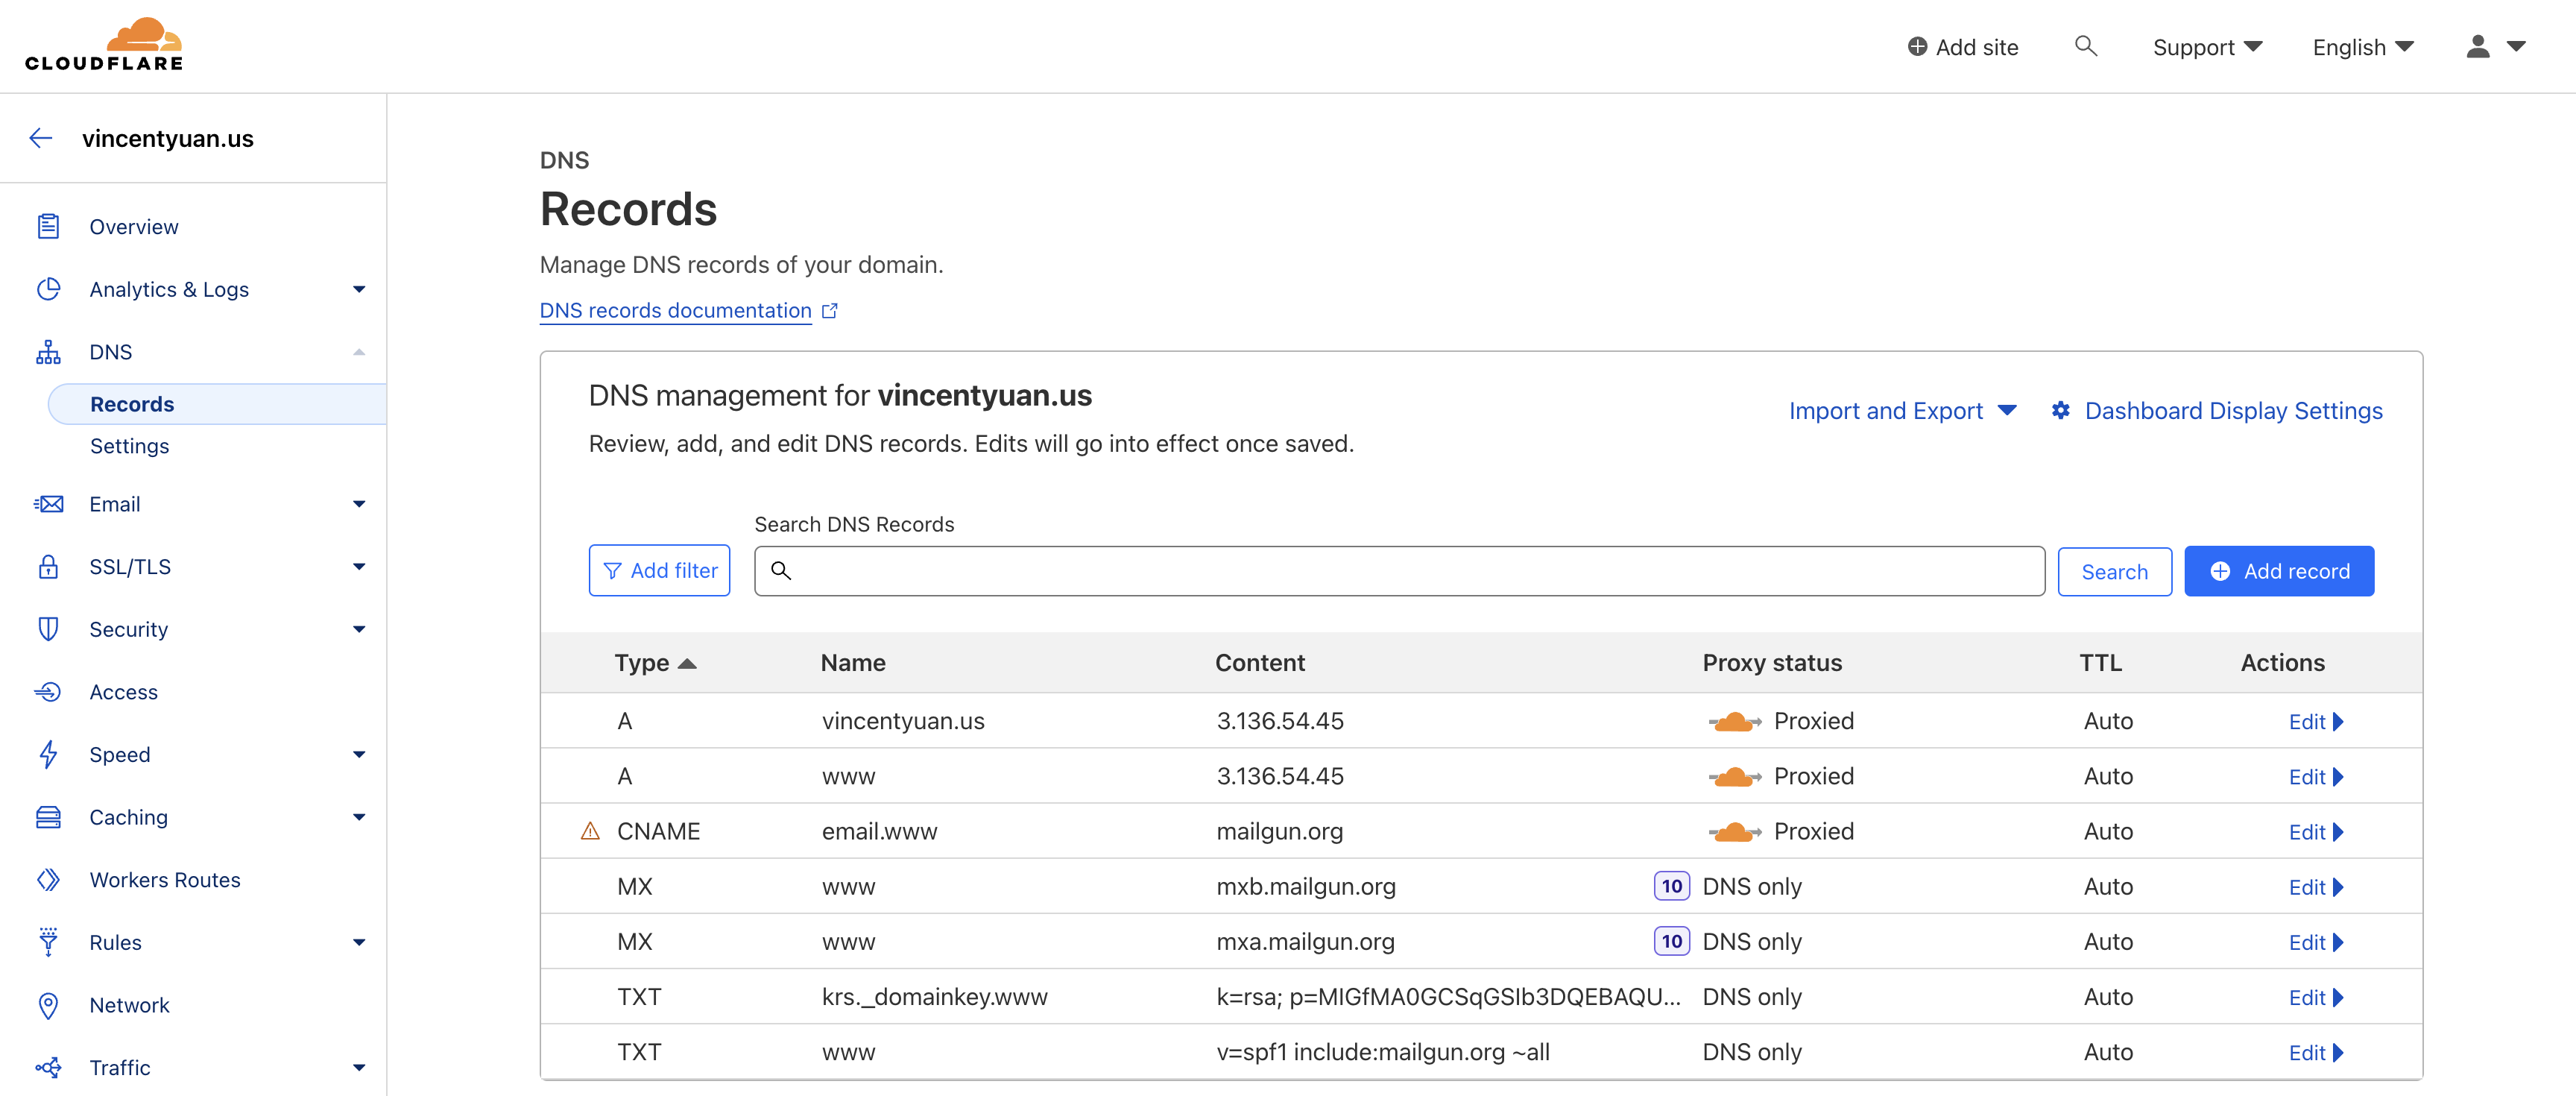 CLOUDFLARE
Add site
Support
English
vincentyuan.us
Overview
Analytics & Logs
DNS
Records
Settings
Email
SSL/TLS
Security
Access
Speed
Caching
Workers Routes
Rules
Network
Traffic
DNS
Records
Manage DNS records of your domain.
DNS records documentation
DNS management for vincentyuan.us
Review, add, and edit DNS records. Edits will go into effect once saved.
Import and Export
Dashboard Display Settings
Search DNS Records
Add filter
Search
Add record
Type Name Content Proxy status TTL Actions
A vincentyuan.us 3.136.54.45 Proxied Auto Edit
A www 3.136.54.45 Proxied Auto Edit
CNAME email.www mailgun.org Proxied Auto Edit
MX www mxb.mailgun.org 10 DNS only Auto Edit
MX www mxa.mailgun.org 10 DNS only Auto Edit
TXT krs._domainkey.www k=rsa; p=MIGfMA0GCSqGSIb3DQEBAQU... DNS only Auto Edit
TXT www v=spf1 include:mailgun.org ~all DNS only Auto Edit